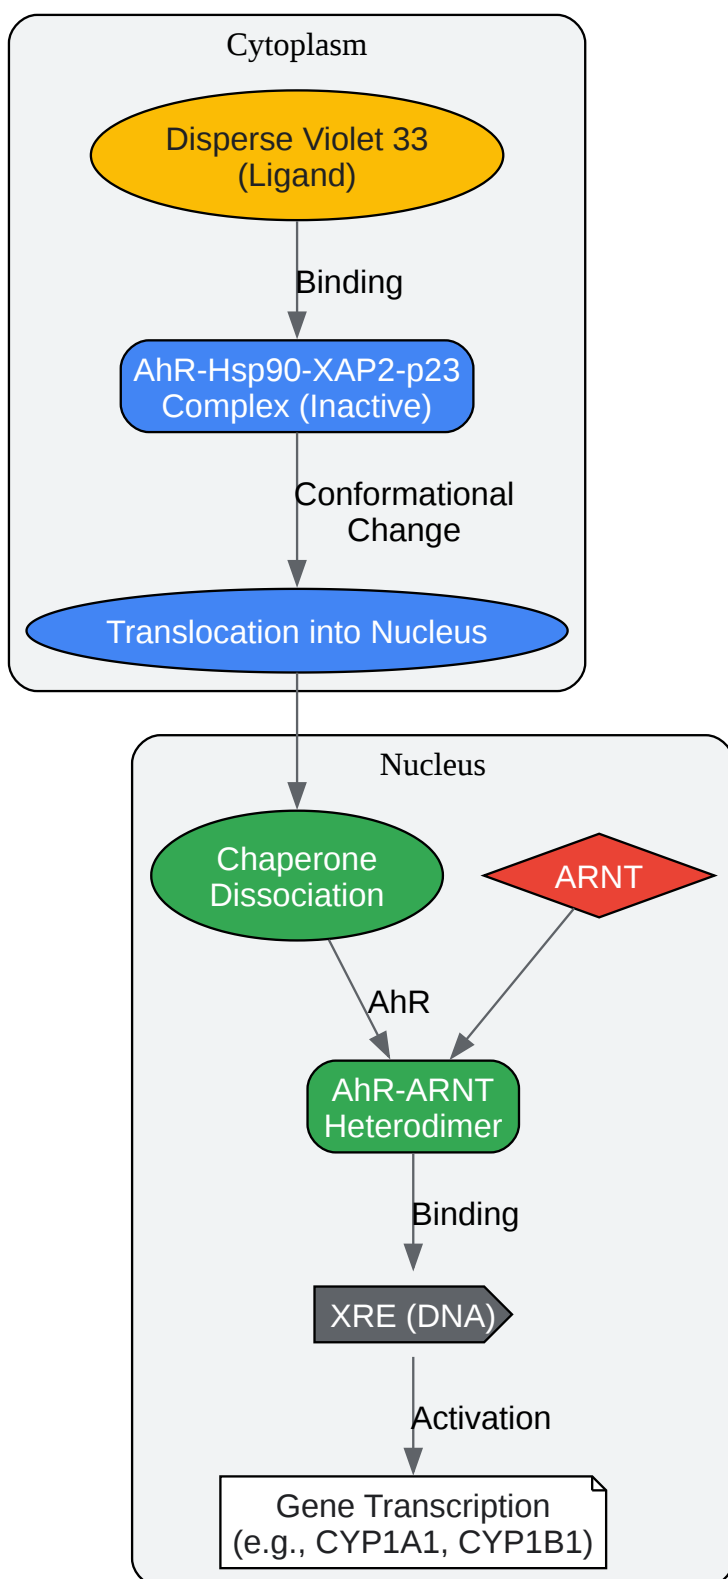 Cytoplasm
Disperse Violet 33
(Ligand)
Binding
AhR-Hsp90-XAP2-p23
Complex (Inactive)
Conformational
Change
Translocation into Nucleus
Nucleus
Chaperone
Dissociation
ARNT
AhR
AhR-ARNT
Heterodimer
Binding
XRE (DNA)
Activation
Gene Transcription
(e.g., CYP1A1, CYP1B1)